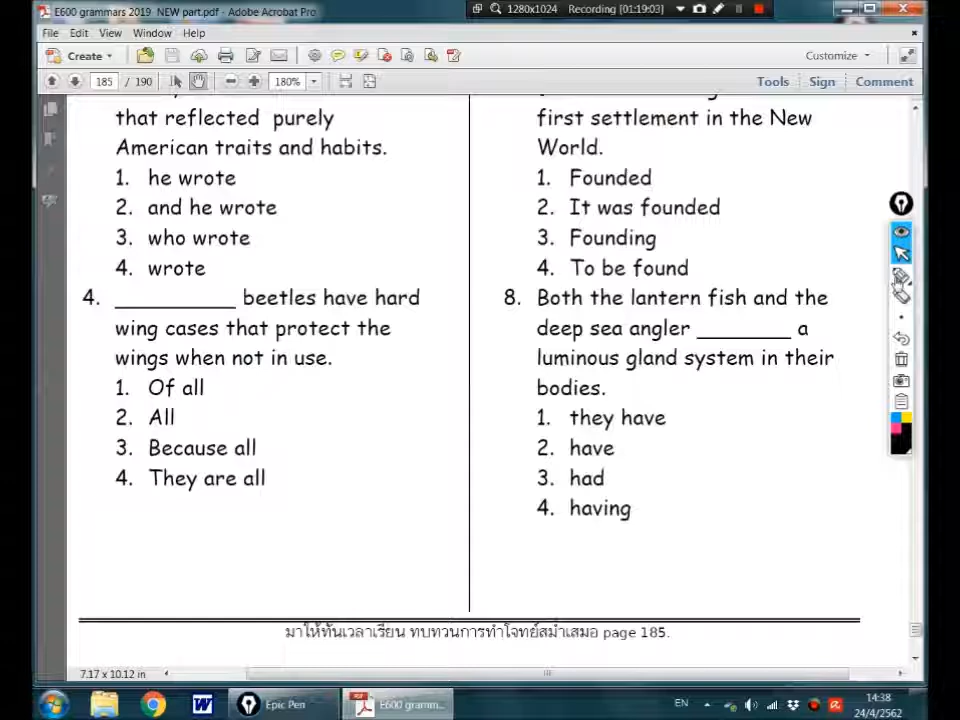 E600 grammars 2019 NEW part.pdf - Adobe Acrobat Pro
1280x1024 Recording [01:19:03]
File Edit View Window Help
Create Customize
185 / 190 180% Tools Sign Comment
that reflected purely
American traits and habits.
1. he wrote
2. and he wrote
3. who wrote
4. wrote
4. __________ beetles have hard
wing cases that protect the
wings when not in use.
1. Of all
2. All
3. Because all
4. They are all
first settlement in the New
World.
1. Founded
2. It was founded
3. Founding
4. To be found
8. Both the lantern fish and the
deep sea angler ________ a
luminous gland system in their
bodies.
1. they have
2. have
3. had
4. having
มาให้ทันเวลาเรียน ทบทวนการทำโจทย์สม่ำเสมอ page 185.
7.17 x 10.12 in
Epic Pen E600 gramm... EN 14:38
24/4/2562